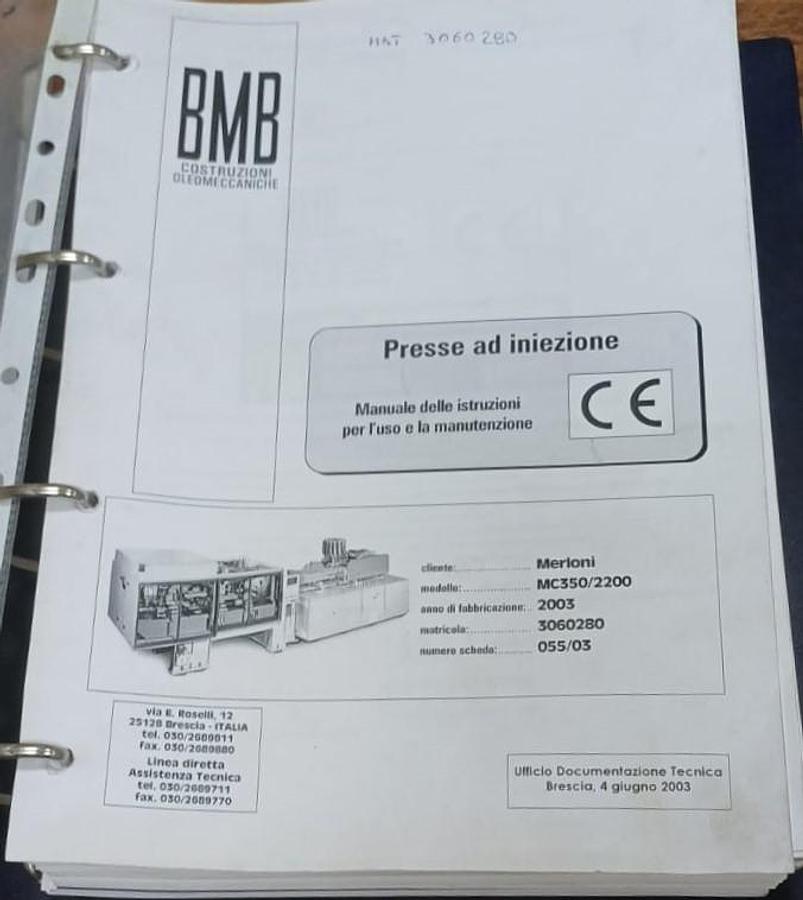 MAT 3060280
BMB
COSTRUZIONI
OLEOMECCANICHE
Presse ad iniezione
Manuale delle istruzioni
per l'uso e la manutenzione
CE
cliente:.................... Merloni
modello:.................. MC350/2200
anno di fabbricazione:.. 2003
matricola:................. 3060280
numero scheda:.......... 055/03
via E. Roselli, 12
25128 Brescia - ITALIA
tel. 030/2689811
fax. 030/2689880
Linea diretta
Assistenza Tecnica
tel. 030/2689711
fax. 030/2689770
Ufficio Documentazione Tecnica
Brescia, 4 giugno 2003